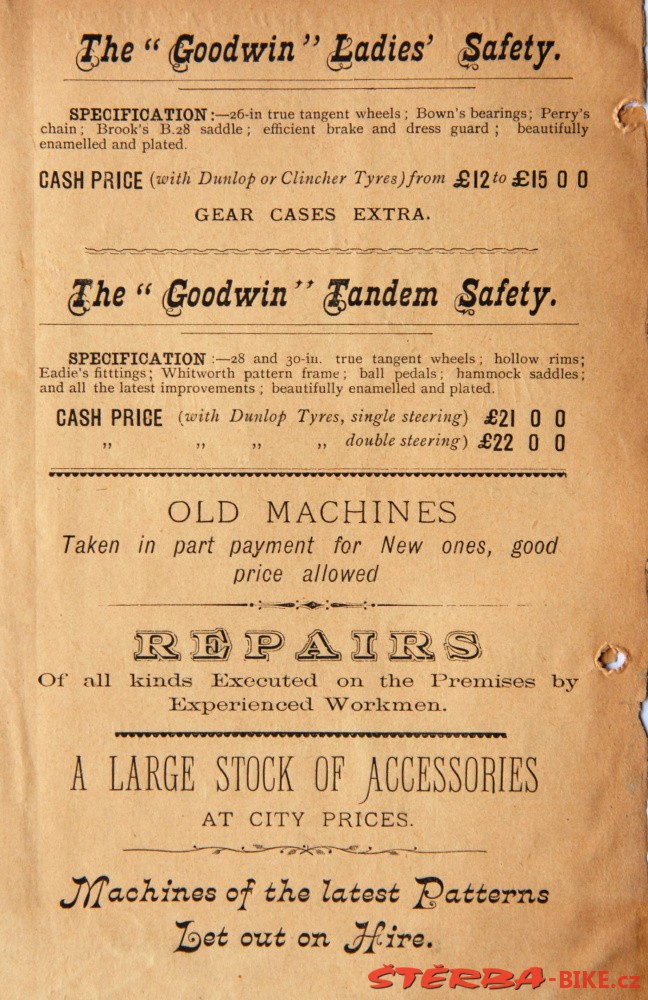 The “Goodwin” Ladies’ Safety.
SPECIFICATION:—26-in true tangent wheels; Bown's bearings; Perry's
chain; Brook's B.28 saddle; efficient brake and dress guard; beautifully
enamelled and plated.
CASH PRICE (with Dunlop or Clincher Tyres) from £12 to £15 0 0
GEAR CASES EXTRA.
The “Goodwin” Tandem Safety.
SPECIFICATION:—28 and 30-in. true tangent wheels; hollow rims;
Eadie's fitttings; Whitworth pattern frame; ball pedals; hammock saddles;
and all the latest improvements; beautifully enamelled and plated.
CASH PRICE (with Dunlop Tyres, single steering) £21 0 0
„ „ „ „ double steering) £22 0 0
OLD MACHINES
Taken in part payment for New ones, good
price allowed
REPAIRS
Of all kinds Executed on the Premises by
Experienced Workmen.
A LARGE STOCK OF ACCESSORIES
AT CITY PRICES.
Machines of the latest Patterns
Let out on Hire.
ŠTĚRBA-BIKE.cz